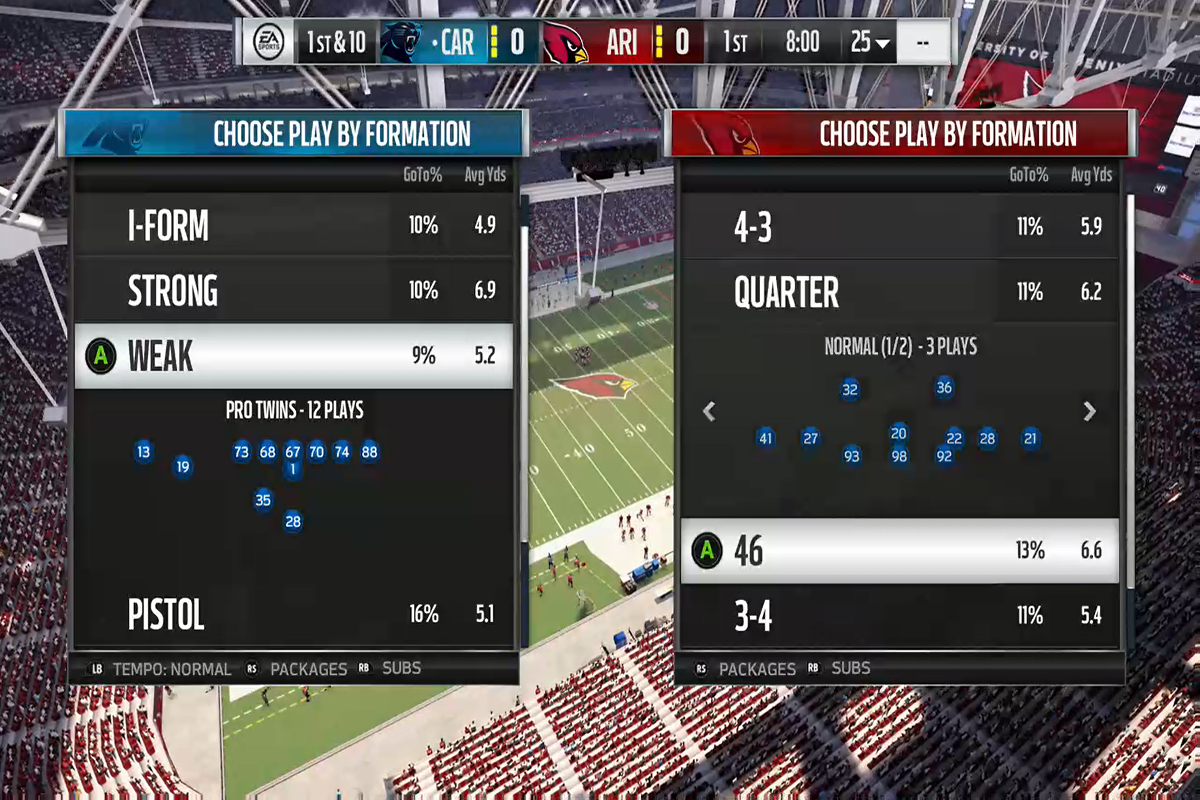 EA SPORTS 1ST & 10 · CAR 0 ARI 0 1ST 8:00 25 --
CHOOSE PLAY BY FORMATION
GoTo% Avg Yds
I-FORM 10% 4.9
STRONG 10% 6.9
A WEAK 9% 5.2
PRO TWINS - 12 PLAYS
13 73 68 67 70 74 88
19 1
35
28
PISTOL 16% 5.1
LB TEMPO: NORMAL RS PACKAGES RB SUBS
CHOOSE PLAY BY FORMATION
GoTo% Avg Yds
4-3 11% 5.9
QUARTER 11% 6.2
NORMAL (1/2) - 3 PLAYS
32 36
41 27 20 22 28 21
93 98 92
A 46 13% 6.6
3-4 11% 5.4
RS PACKAGES RB SUBS